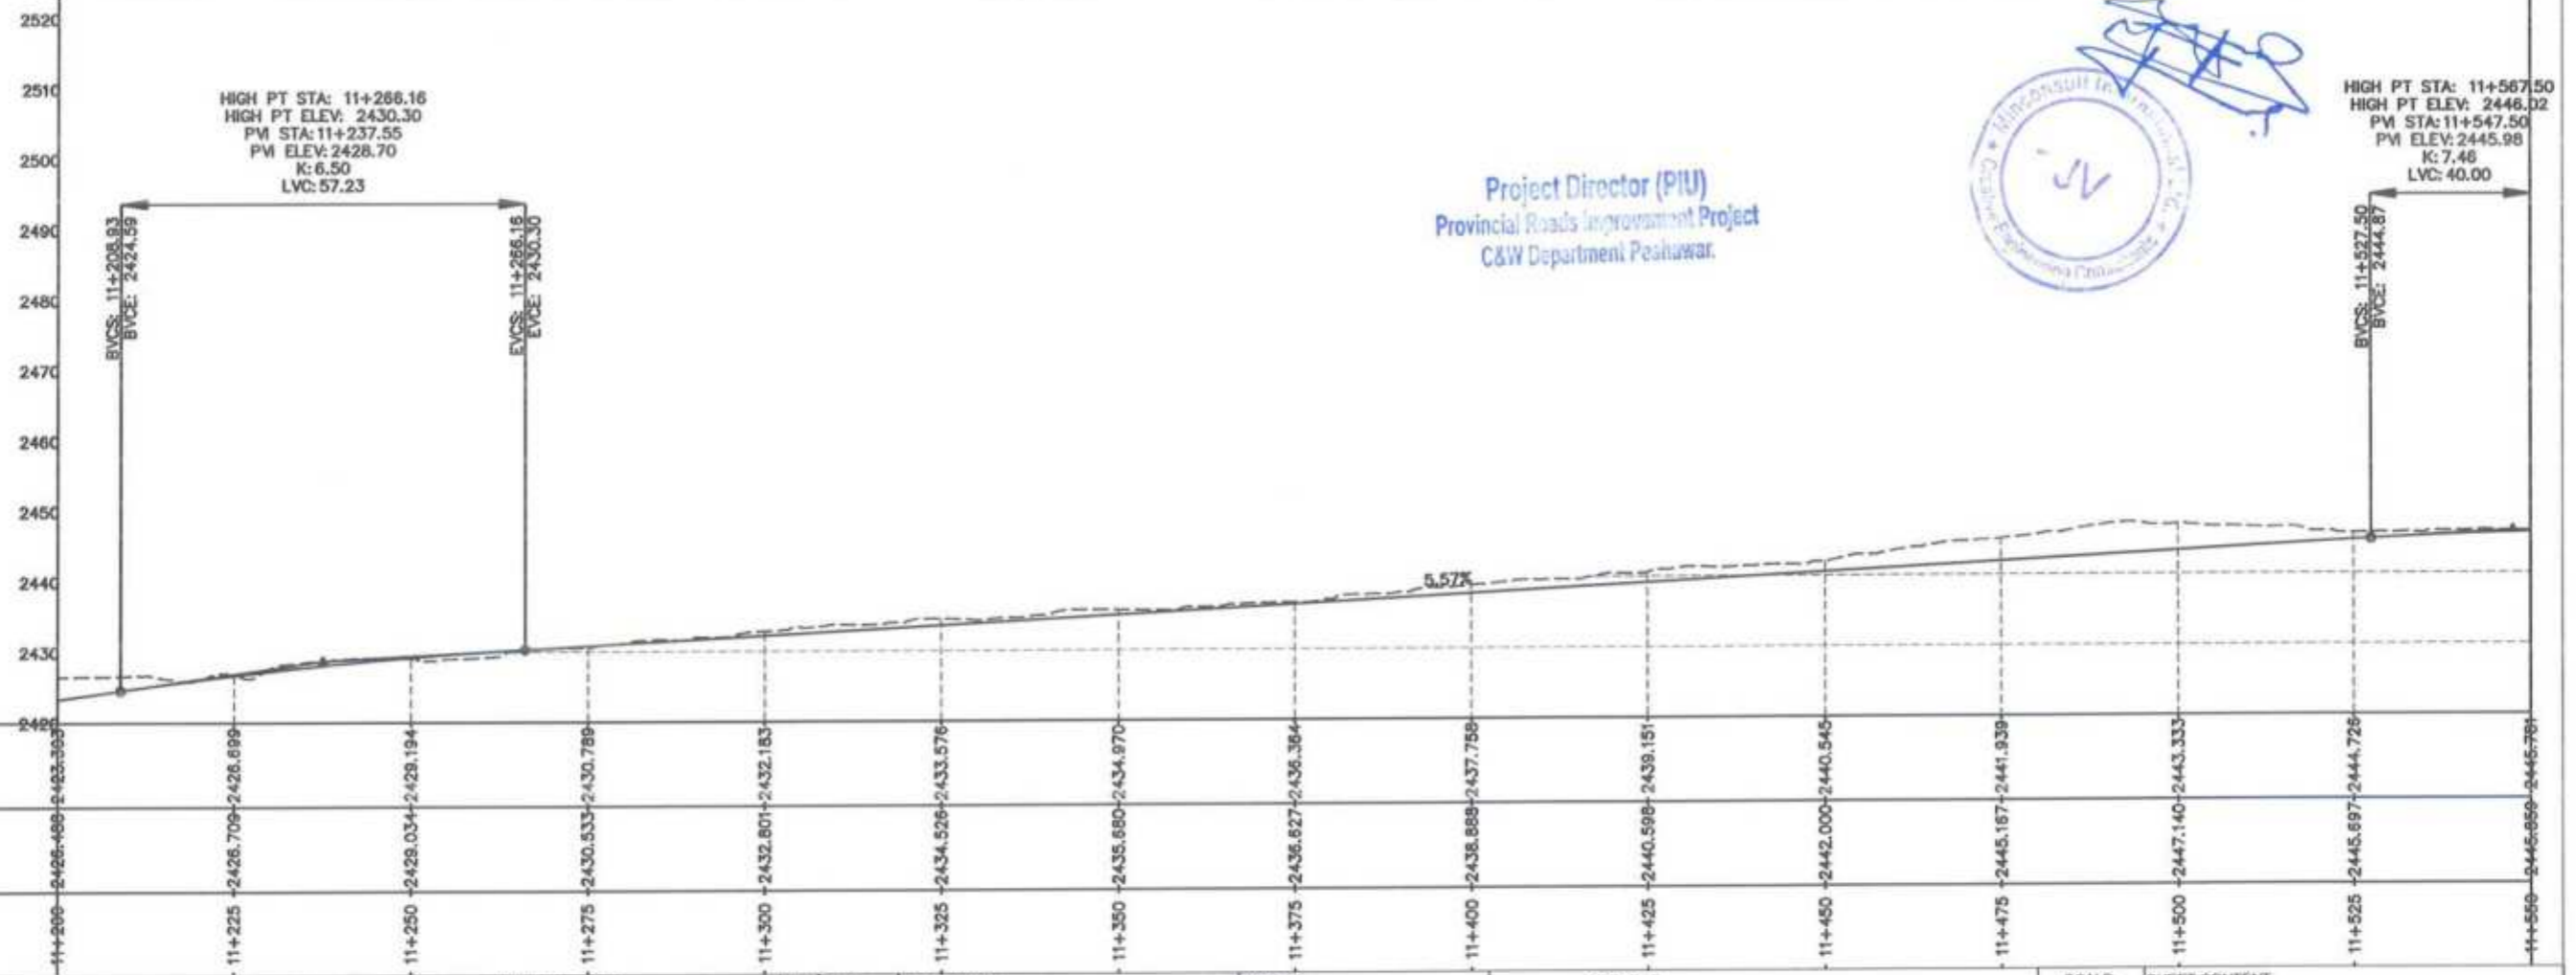 2520
2510
2500
2490
2480
2470
2460
2450
2440
2430
2420
HIGH PT STA: 11+266.16
HIGH PT ELEV: 2430.30
PVI STA:11+237.55
PVI ELEV:2428.70
K:6.50
LVC:57.23
BVCS: 11+208.93
BVCE: 2424.59
EVCS: 11+266.16
EVCE: 2430.30
Project Director (PIU)
Provincial Roads Improvement Project
C&W Department Peshawar.
JV
HIGH PT STA: 11+567.50
HIGH PT ELEV: 2446.02
PVI STA:11+547.50
PVI ELEV:2445.98
K:7.46
LVC:40.00
BVCS: 11+527.50
BVCE: 2444.87
5.57%
2426.699 2429.194 2430.789 2432.183 2433.576 2434.970 2436.364 2437.758 2439.151 2440.545 2441.939 2443.333 2444.726 2445.781
2426.709 2429.034 2430.533 2432.801 2434.526 2435.680 2436.627 2438.888 2440.598 2442.000 2445.167 2447.140 2445.697 2445.859
11+200 11+225 11+250 11+275 11+300 11+325 11+350 11+375 11+400 11+425 11+450 11+475 11+500 11+525 11+550